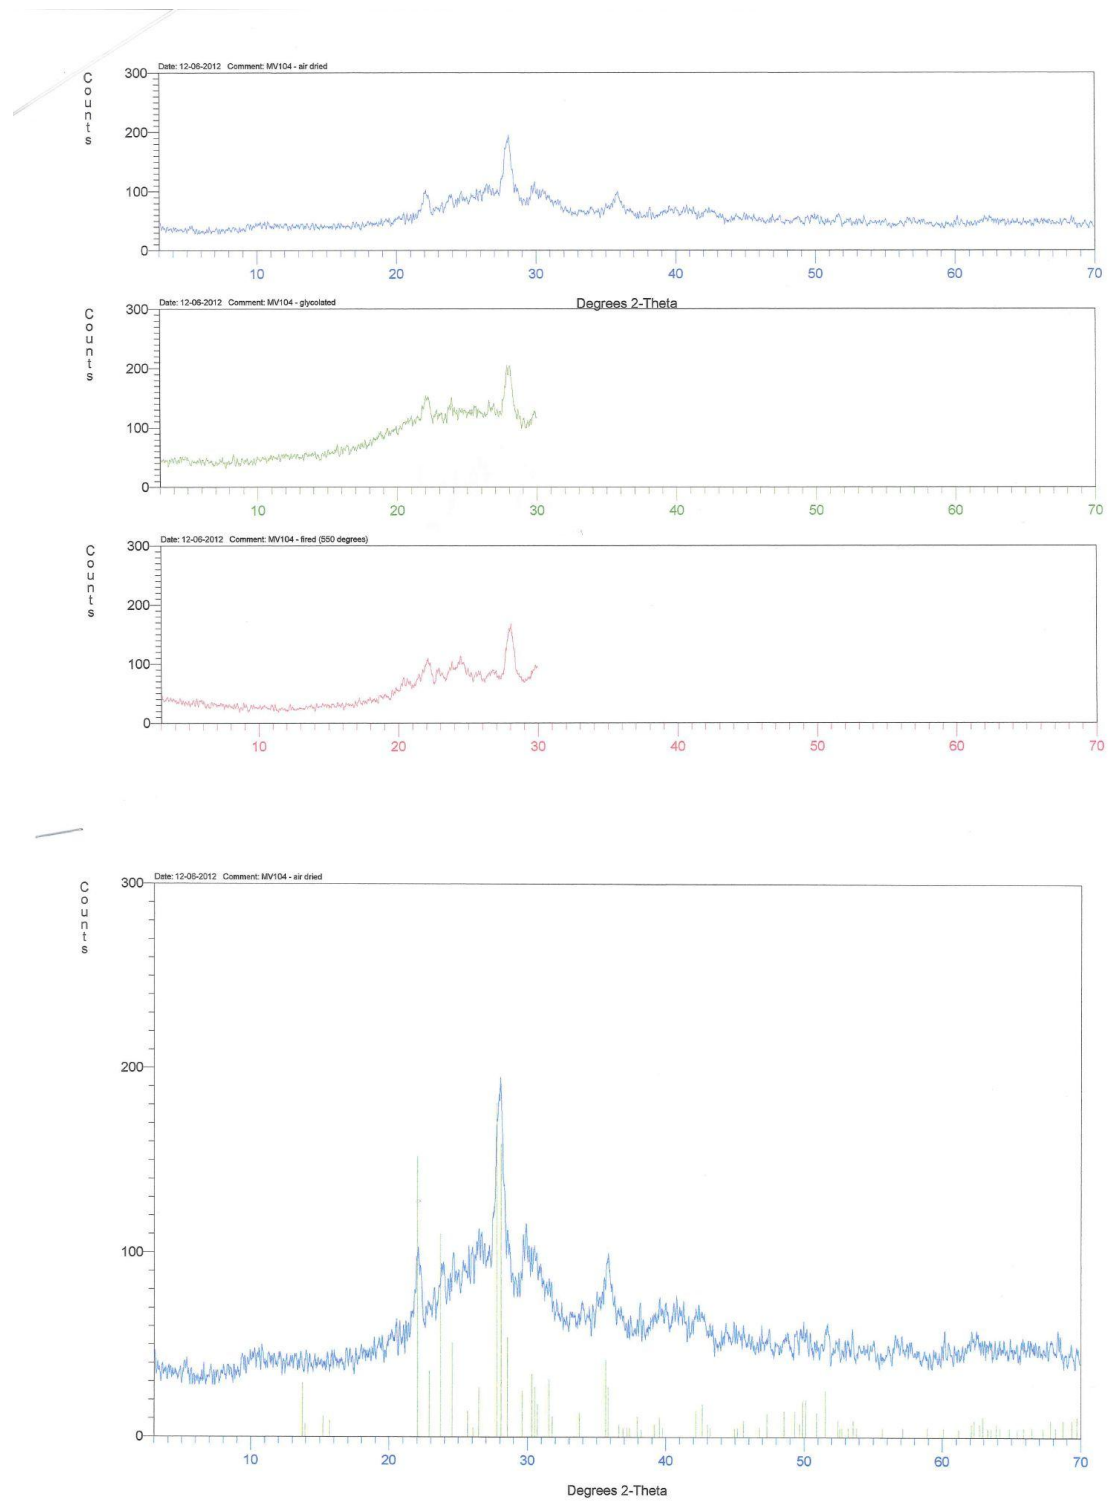 Date: 12-06-2012 Comment: MV104 - air dried
Counts
300
200
100
0
10 20 30 40 50 60 70
Degrees 2-Theta
Date: 12-06-2012 Comment: MV104 - glycolated
Counts
300
200
100
0
10 20 30 40 50 60 70
Date: 12-06-2012 Comment: MV104 - fired (550 degrees)
Counts
300
200
100
0
10 20 30 40 50 60 70
Date: 12-06-2012 Comment: MV104 - air dried
Counts
300
200
100
0
10 20 30 40 50 60 70
Degrees 2-Theta